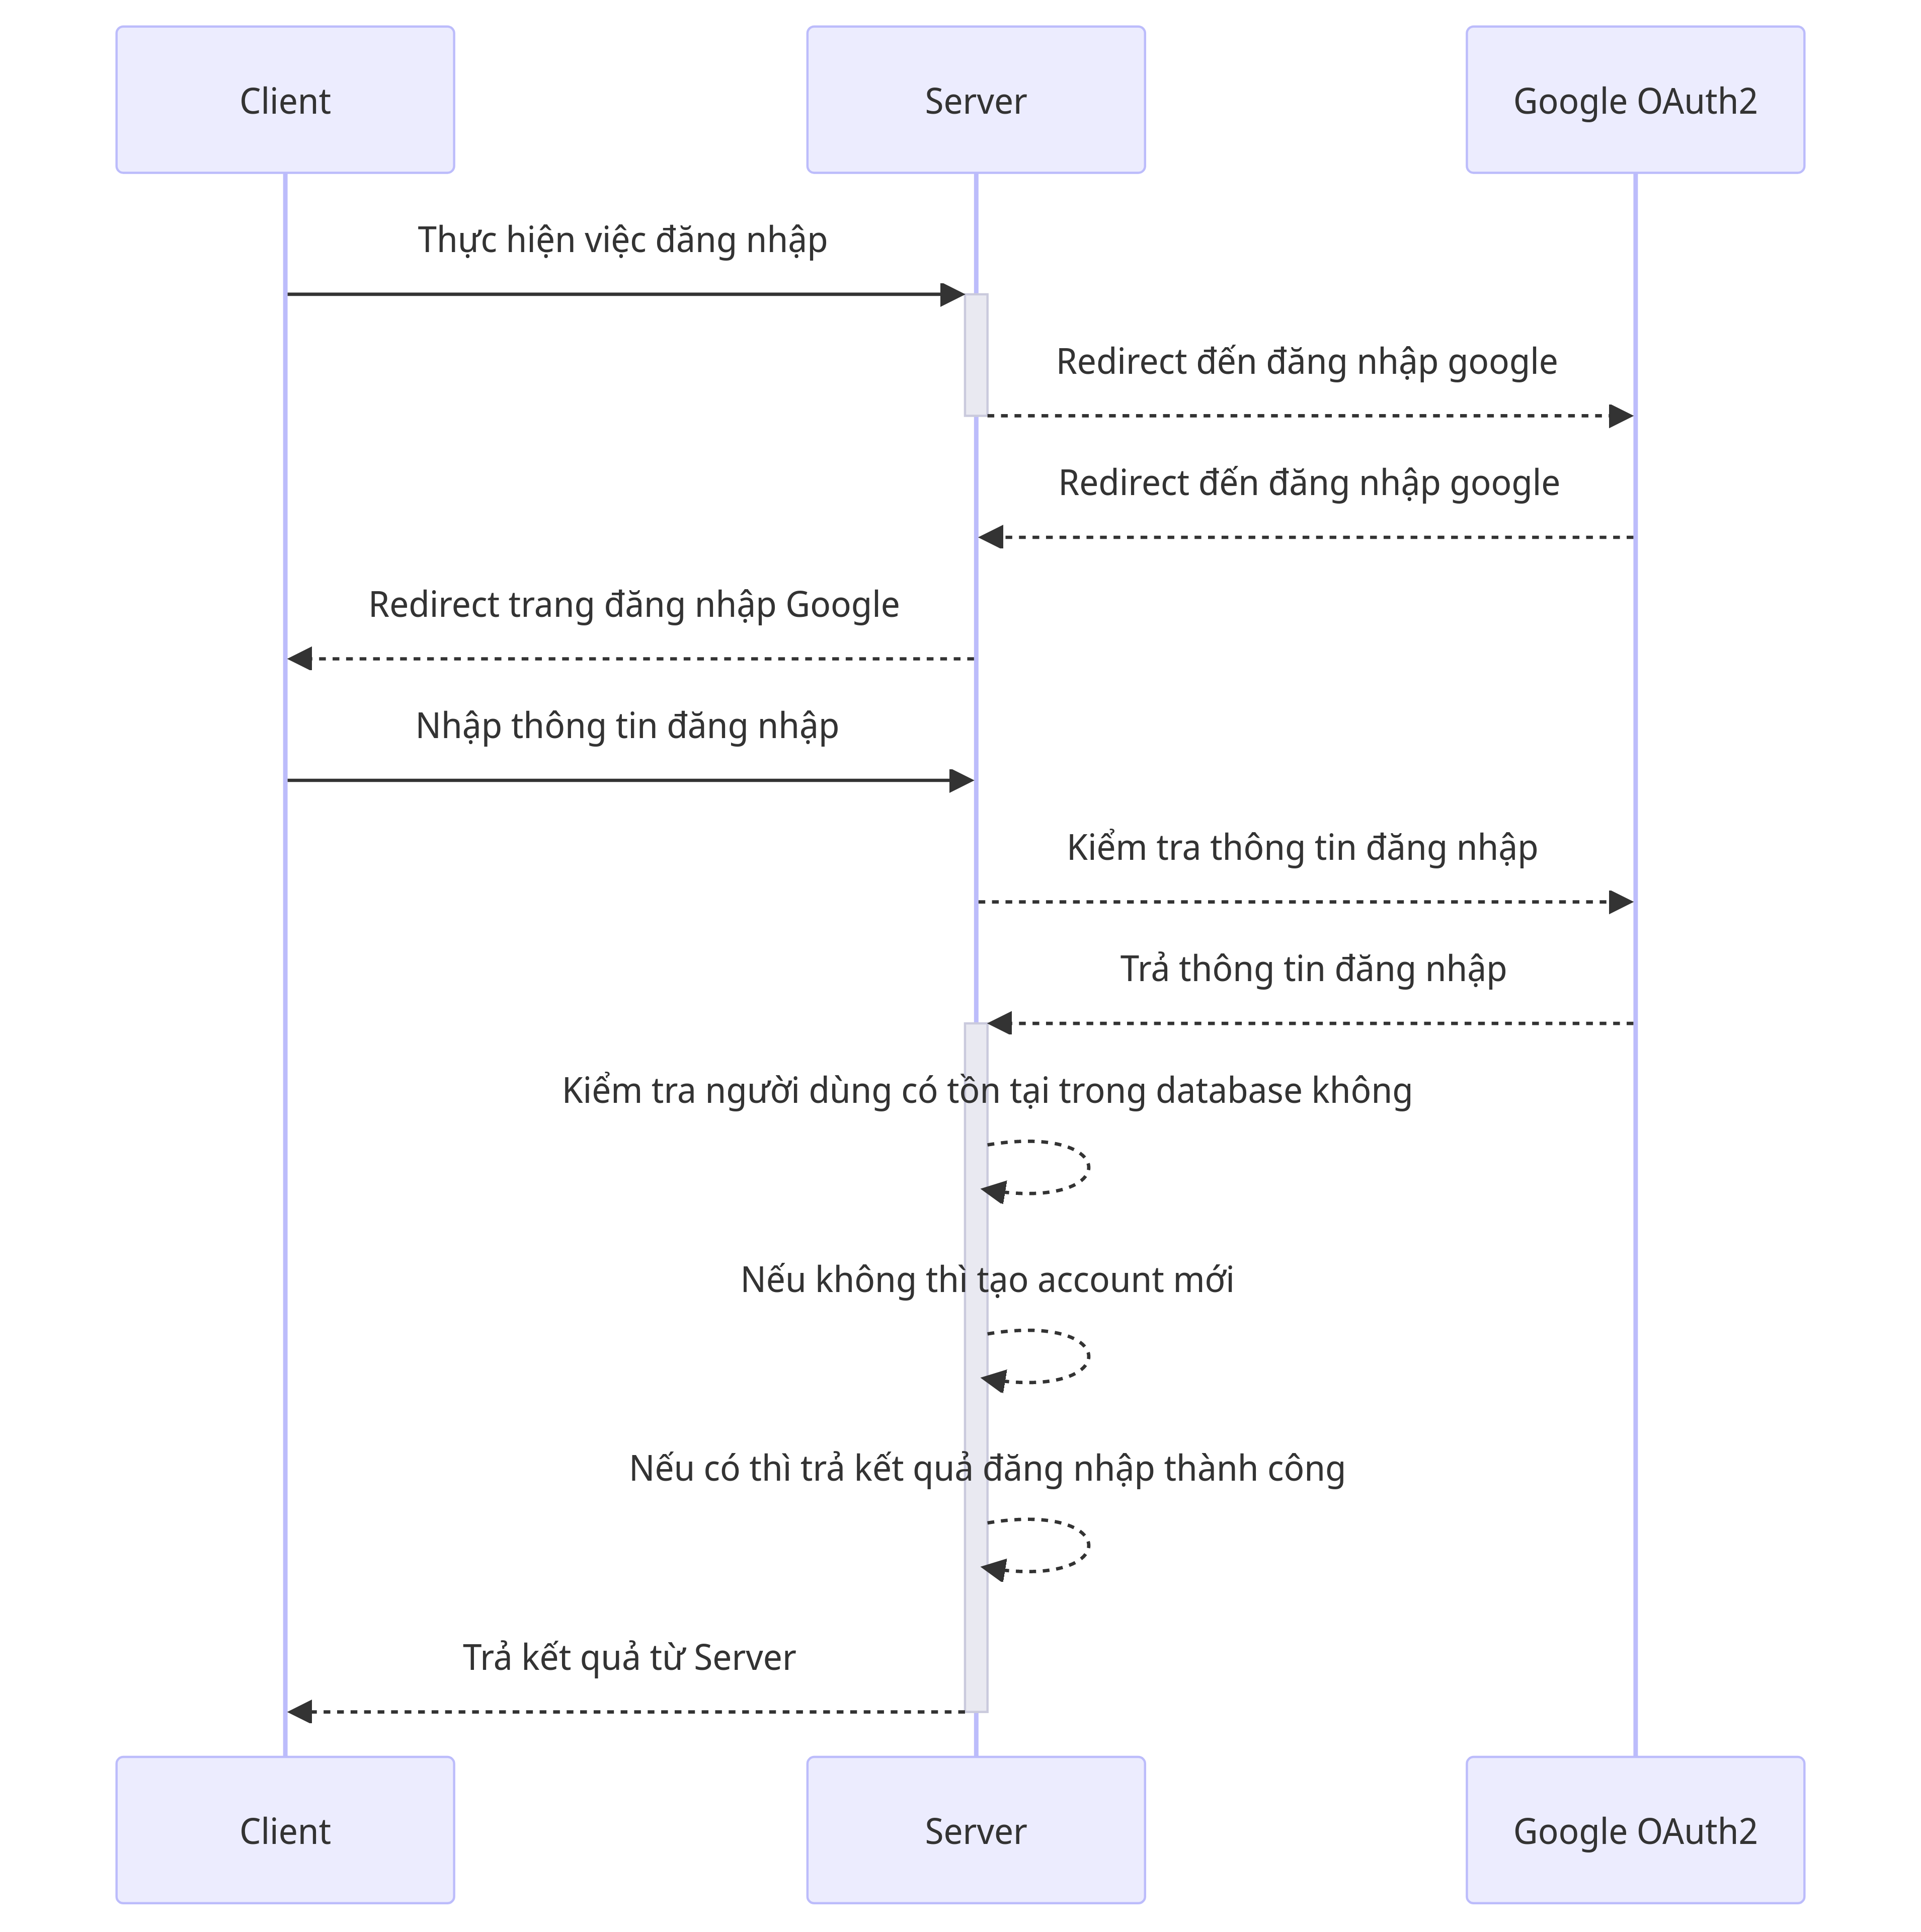 Client
Server
Google OAuth2
Thực hiện việc đăng nhập
Redirect đến đăng nhập google
Redirect đến đăng nhập google
Redirect trang đăng nhập Google
Nhập thông tin đăng nhập
Kiểm tra thông tin đăng nhập
Trả thông tin đăng nhập
Kiểm tra người dùng có tồn tại trong database không
Nếu không thì tạo account mới
Nếu có thì trả kết quả đăng nhập thành công
Trả kết quả từ Server
Client
Server
Google OAuth2